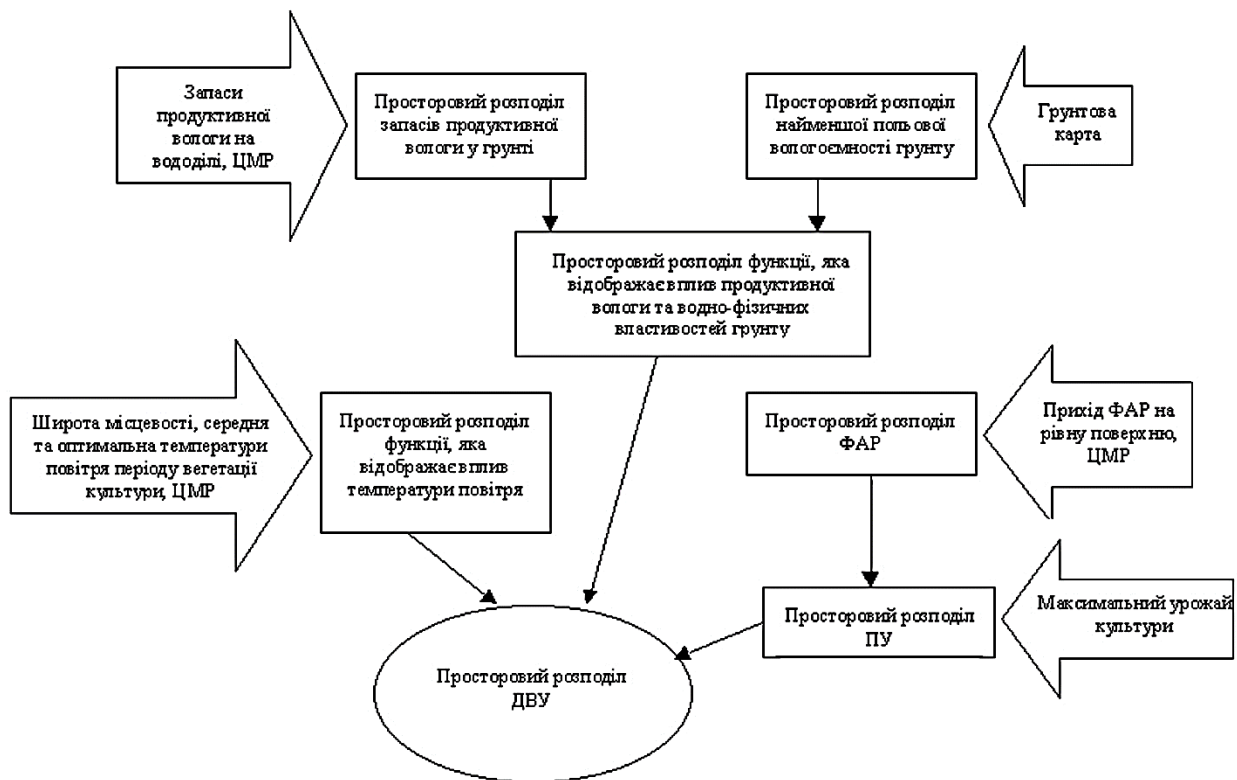 Запаси
продуктивної
вологи на
вододілі, ЦМР
Просторовий розподіл
запасів продуктивної
вологи у грунті
Просторовий розподіл
найменшої польової
вологоємності грунту
Грунтова
карта
Просторовий розподіл функції, яка
відображає вплив продуктивної
вологи та водно-фізичних
властивостей грунту
Широта місцевості, середня
та оптимальна температури
повітря періоду вегетації
культури, ЦМР
Просторовий розподіл
функції, яка
відображає вплив
температури повітря
Просторовий розподіл
ФАР
Прихід ФАР на
рівну поверхню,
ЦМР
Просторовий розподіл
ПУ
Максимальний урожай
культури
Просторовий розподіл
ДВУ